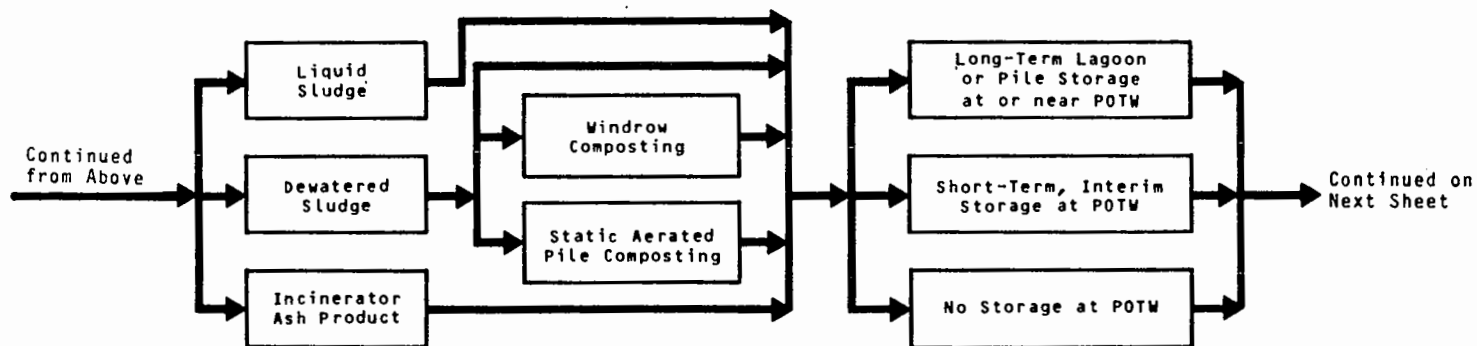 Continued
from Above
Liquid
Sludge
Dewatered
Sludge
Incinerator
Ash Product
Windrow
Composting
Static Aerated
Pile Composting
Long-Term Lagoon
or Pile Storage
at or near POTW
Short-Term, Interim
Storage at POTW
No Storage at POTW
Continued on
Next Sheet